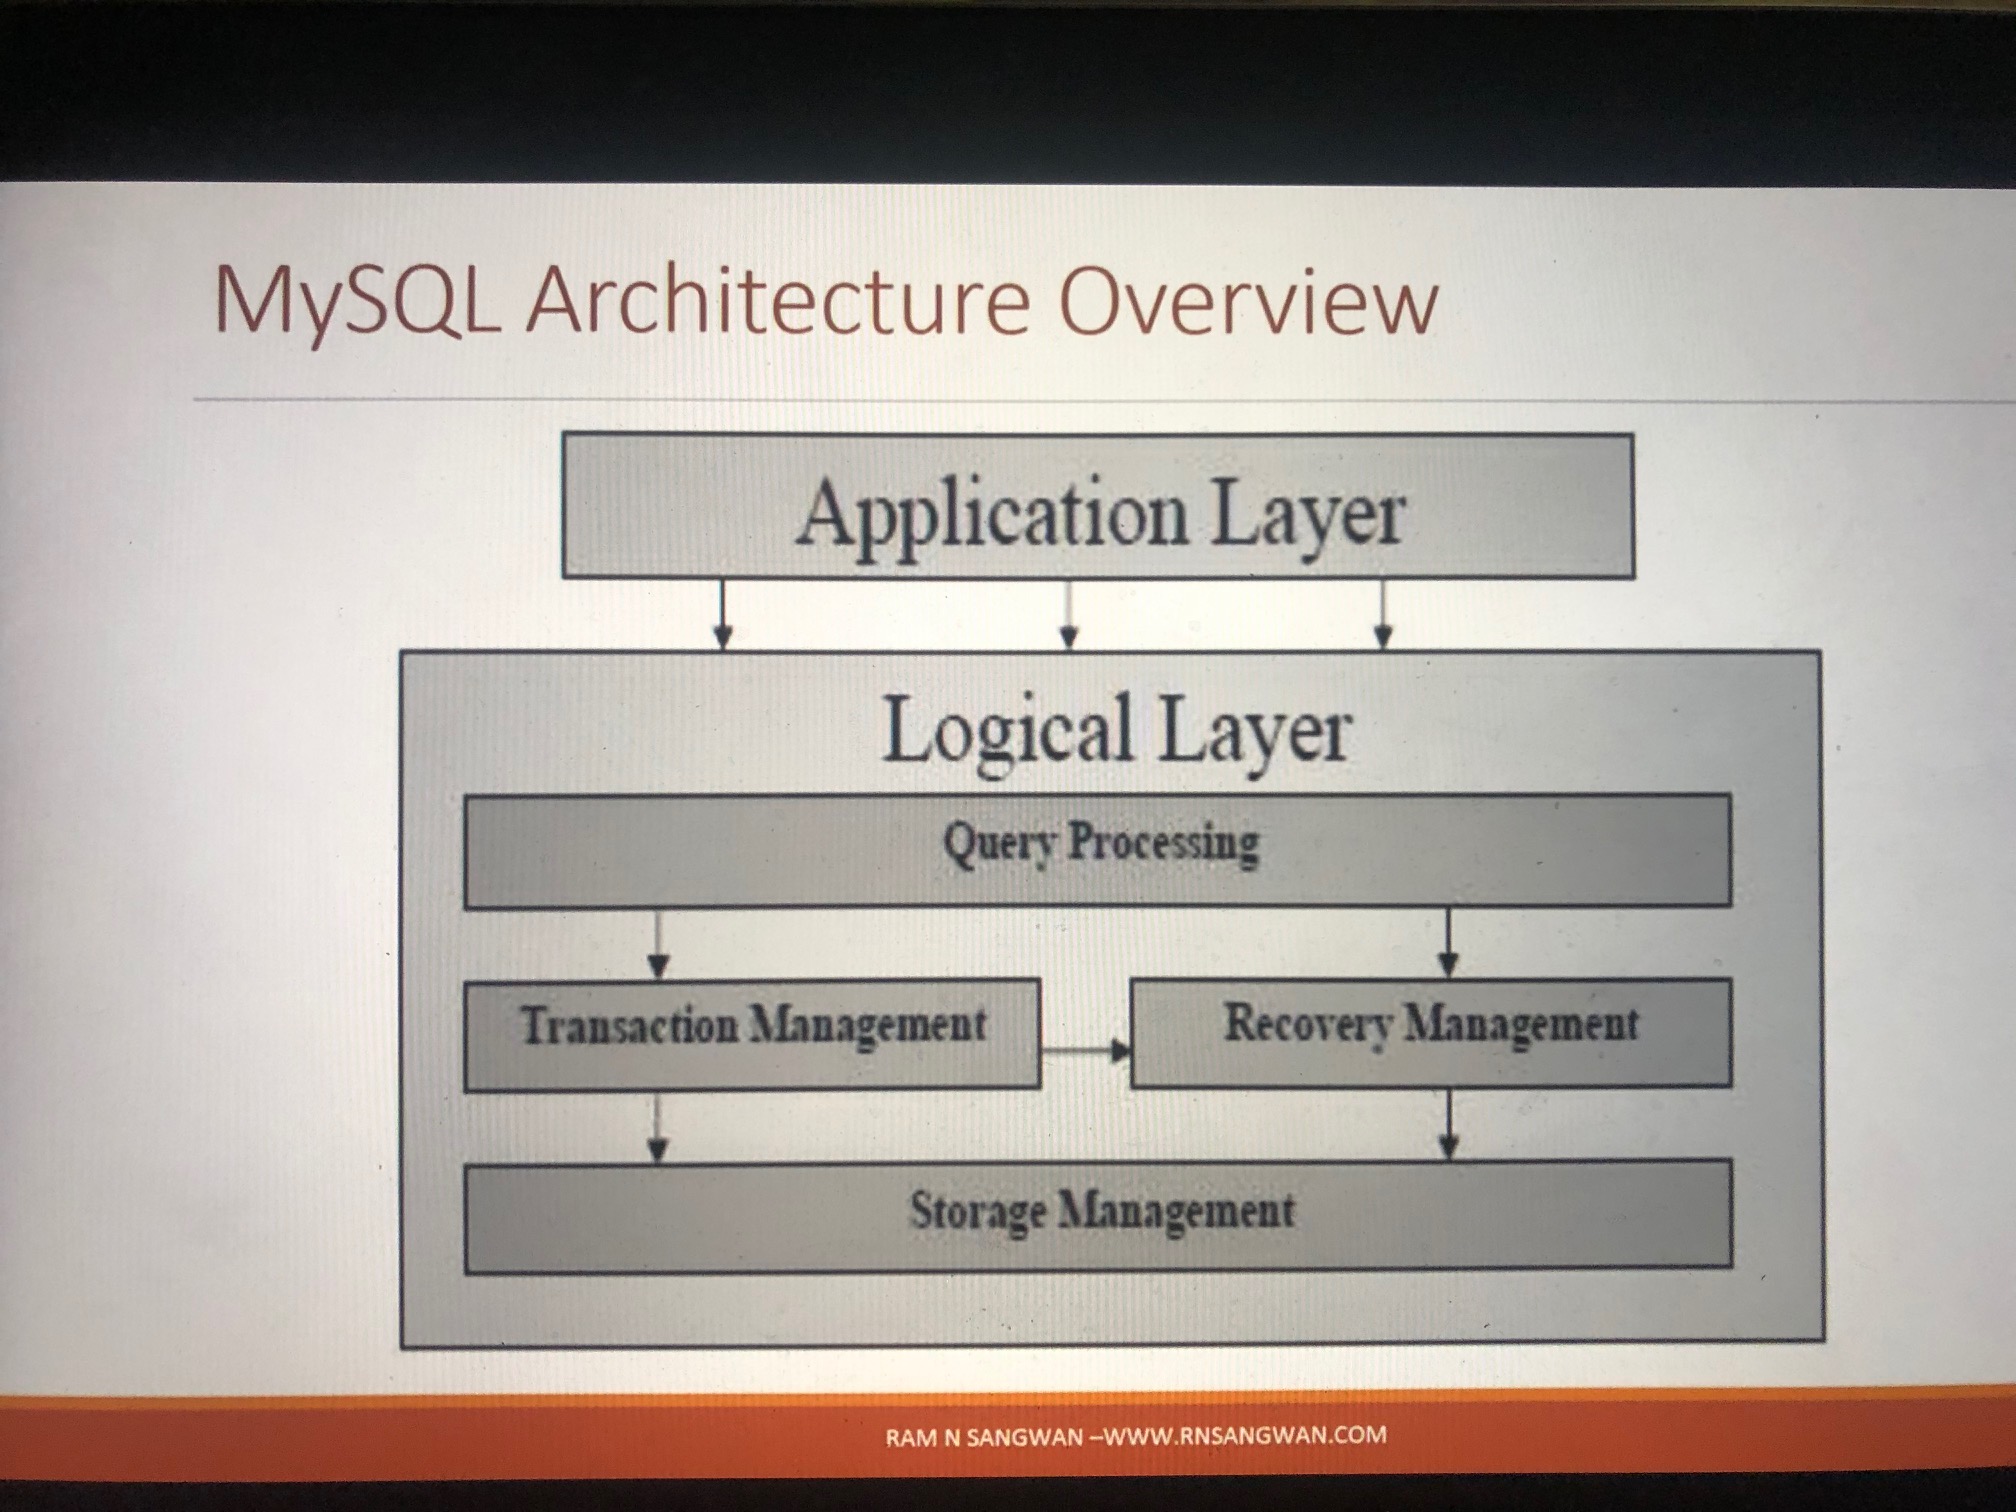 MySQL Architecture Overview
Application Layer
Logical Layer
Query Processing
Transaction Management
Recovery Management
Storage Management
RAM N SANGWAN –WWW.RNSANGWAN.COM